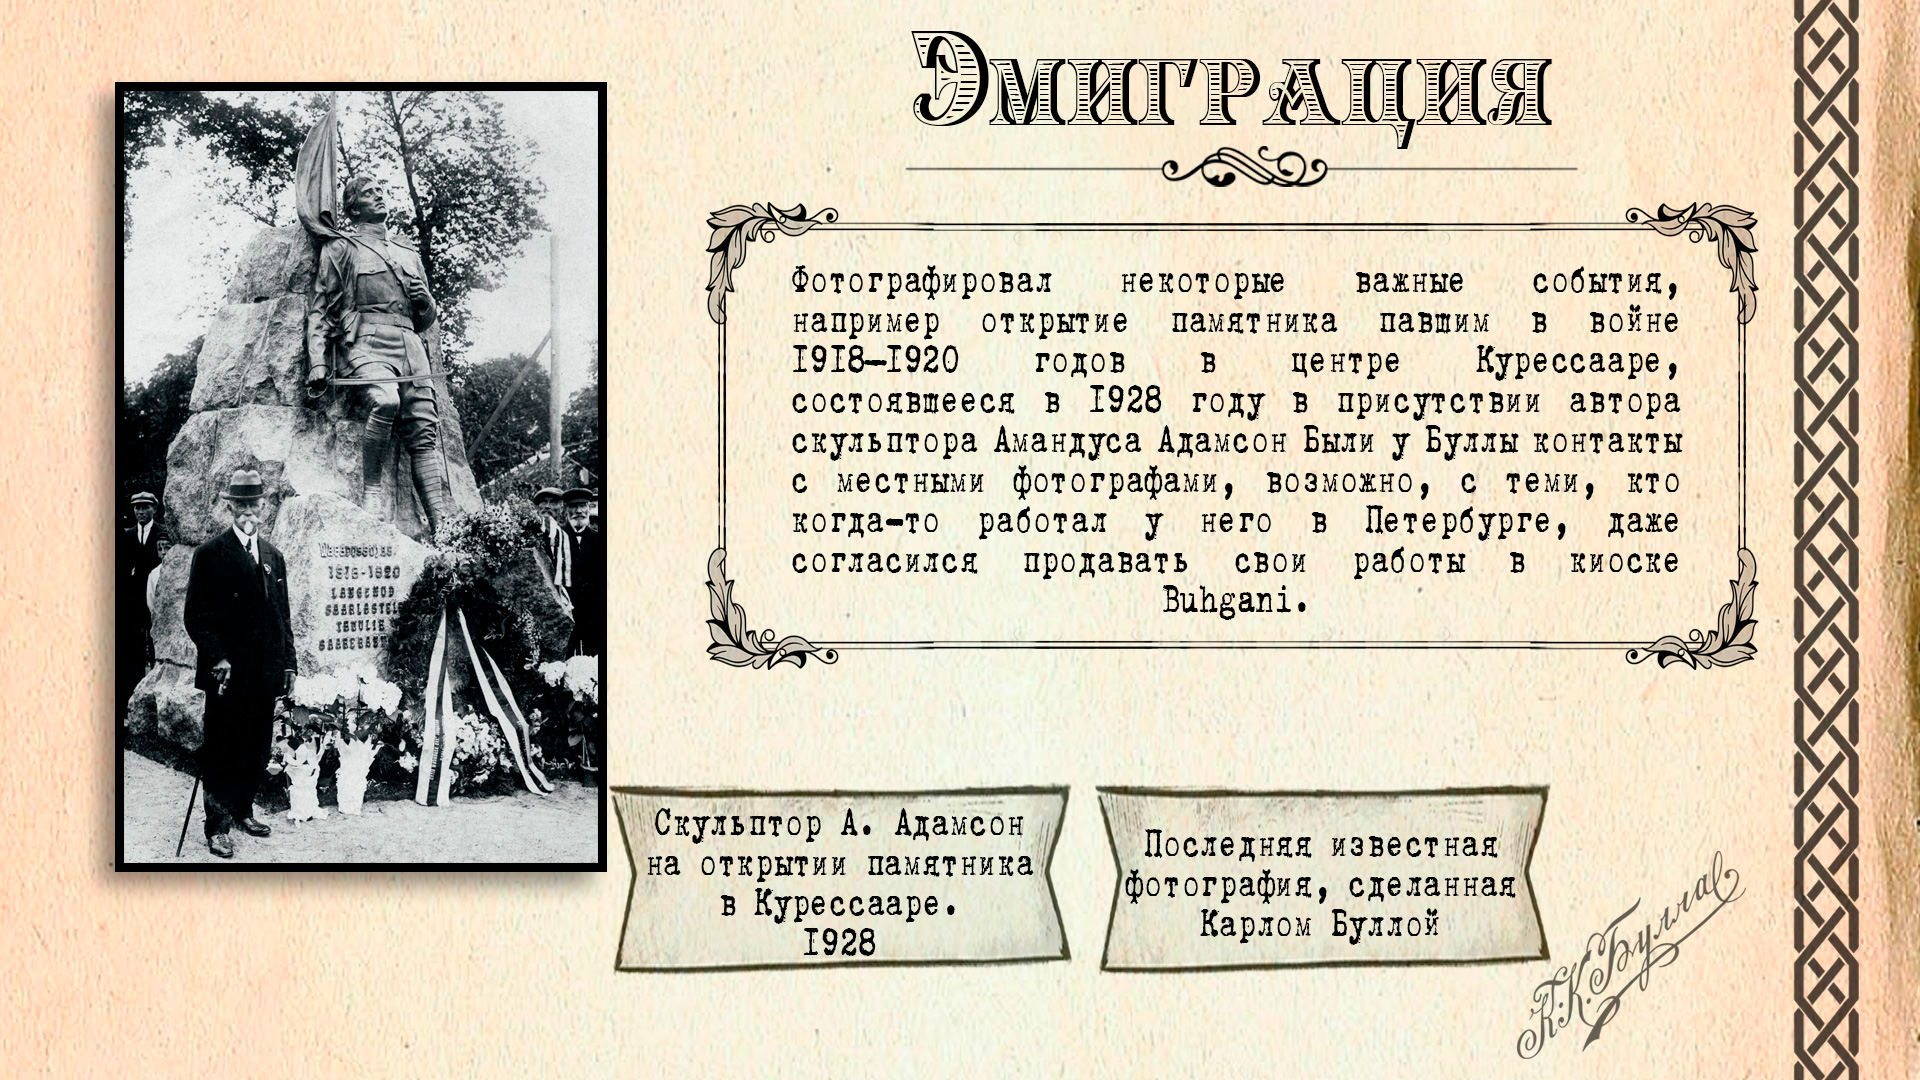 Эмиграция
Фотографировал некоторые важные события,
например открытие памятника павшим в войне
1918–1920 годов в центре Курессааре,
состоявшееся в 1928 году в присутствии автора
скульптора Амандуса Адамсон Были у Буллы контакты
с местными фотографами, возможно, с теми, кто
когда-то работал у него в Петербурге, даже
согласился продавать свои работы в киоске
Buhgani.
1918-1920
LANGENUD
Скульптор А. Адамсон
на открытии памятника
в Курессааре.
1928
Последняя известная
фотография, сделанная
Карлом Буллой
К.К.Булла